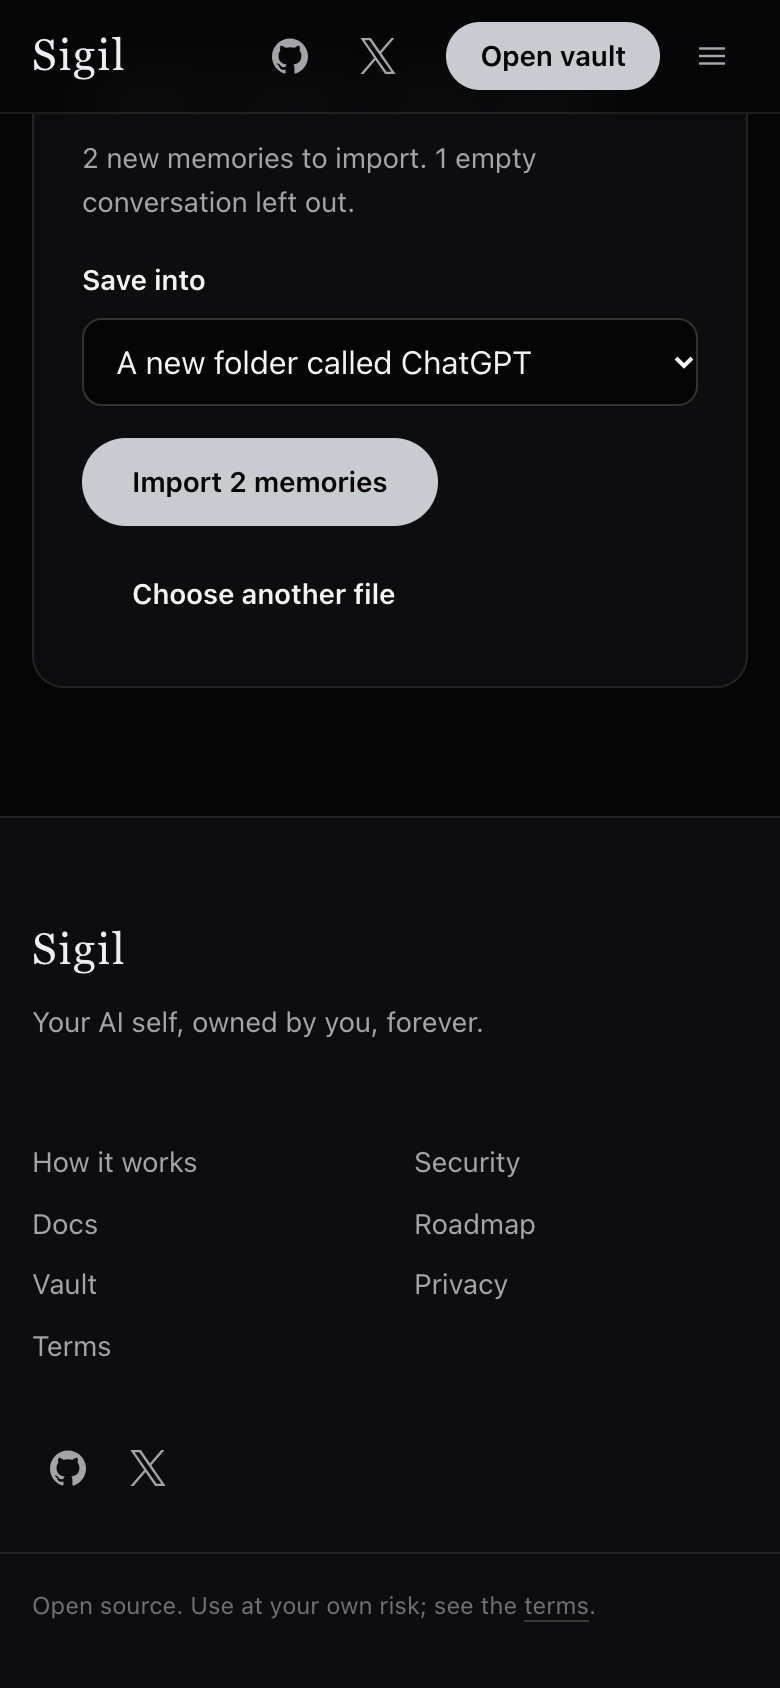 Sigil
Open vault
2 new memories to import. 1 empty
conversation left out.
Save into
A new folder called ChatGPT
Import 2 memories
Choose another file
Sigil
Your AI self, owned by you, forever.
How it works
Security
Docs
Roadmap
Vault
Privacy
Terms
Open source. Use at your own risk; see the terms.